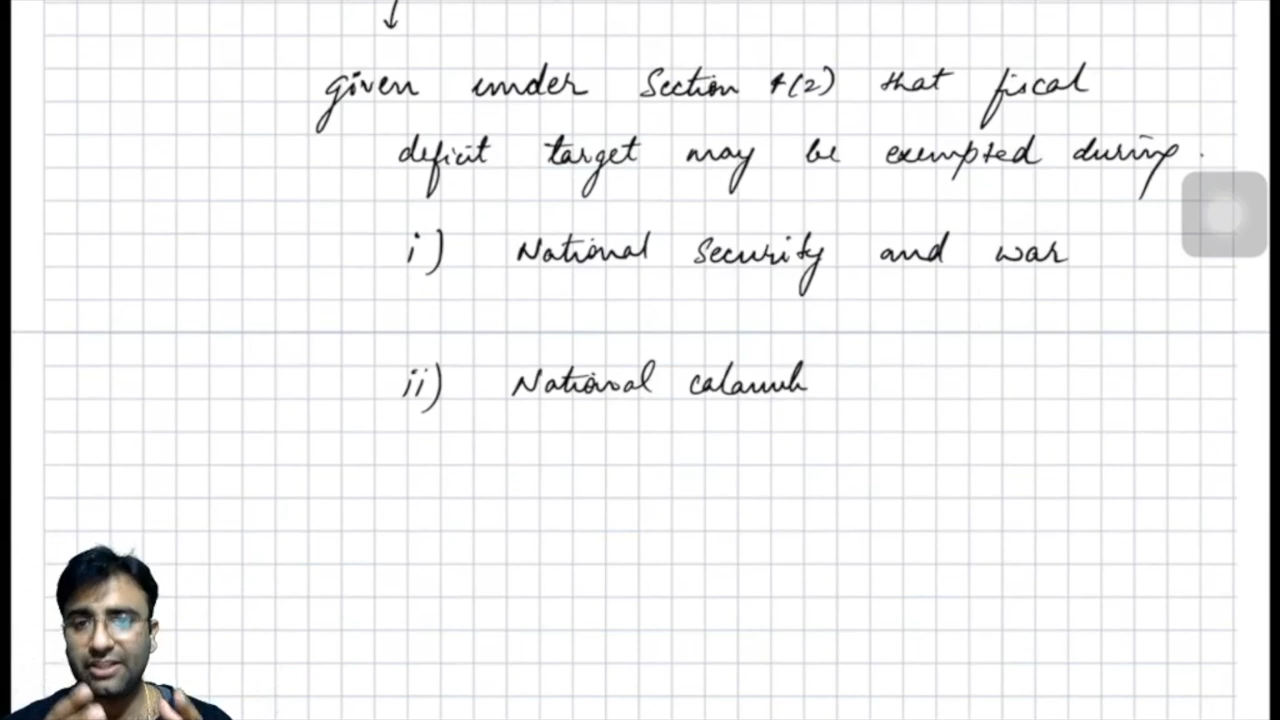 given under Section 4(2) that fiscal
deficit target may be exempted during
i) National Security and war
ii) National